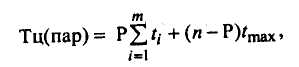 Тц(пар) = P∑_{i=1}^{m} t_i + (n − P)t_max,